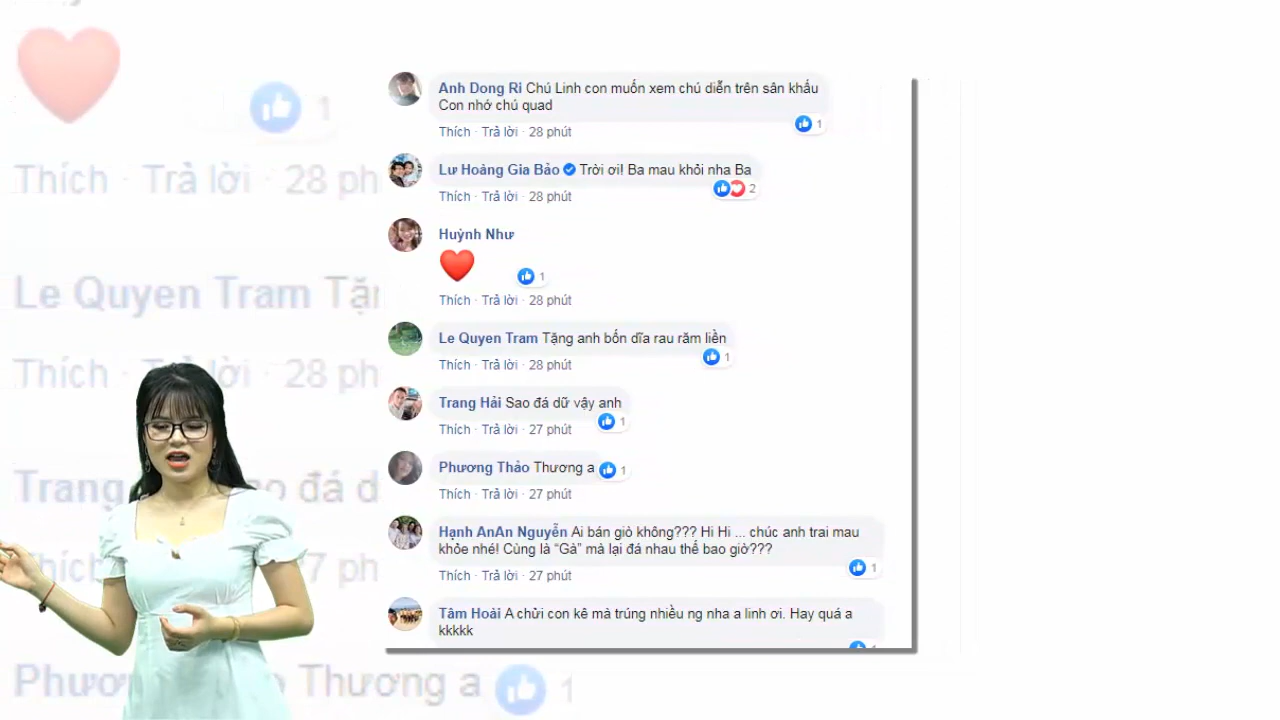 1
Thích · Trả lời · 28 ph
Le Quyen Tram Tặn
Thích · Trả lời · 28 ph
Trang
ao đá d
hích
7 ph
Phươn
o Thương a
1
Anh Dong Ri Chú Linh con muốn xem chú diễn trên sân khấu
Con nhớ chú quad
1
Thích · Trả lời · 28 phút
Lư Hoàng Gia Bảo Trời ơi! Ba mau khỏi nha Ba
2
Thích · Trả lời · 28 phút
Huỳnh Như
1
Thích · Trả lời · 28 phút
Le Quyen Tram Tặng anh bốn dĩa rau răm liền
1
Thích · Trả lời · 28 phút
Trang Hải Sao đá dữ vậy anh
1
Thích · Trả lời · 27 phút
Phương Thảo Thương a
1
Thích · Trả lời · 27 phút
Hạnh AnAn Nguyễn Ai bán giò không??? Hi Hi ... chúc anh trai mau
khỏe nhé! Cùng là “Gà” mà lại đá nhau thế bao giờ???
1
Thích · Trả lời · 27 phút
Tâm Hoài A chửi con kê mà trúng nhiều ng nha a linh ơi. Hay quá a
kkkkk